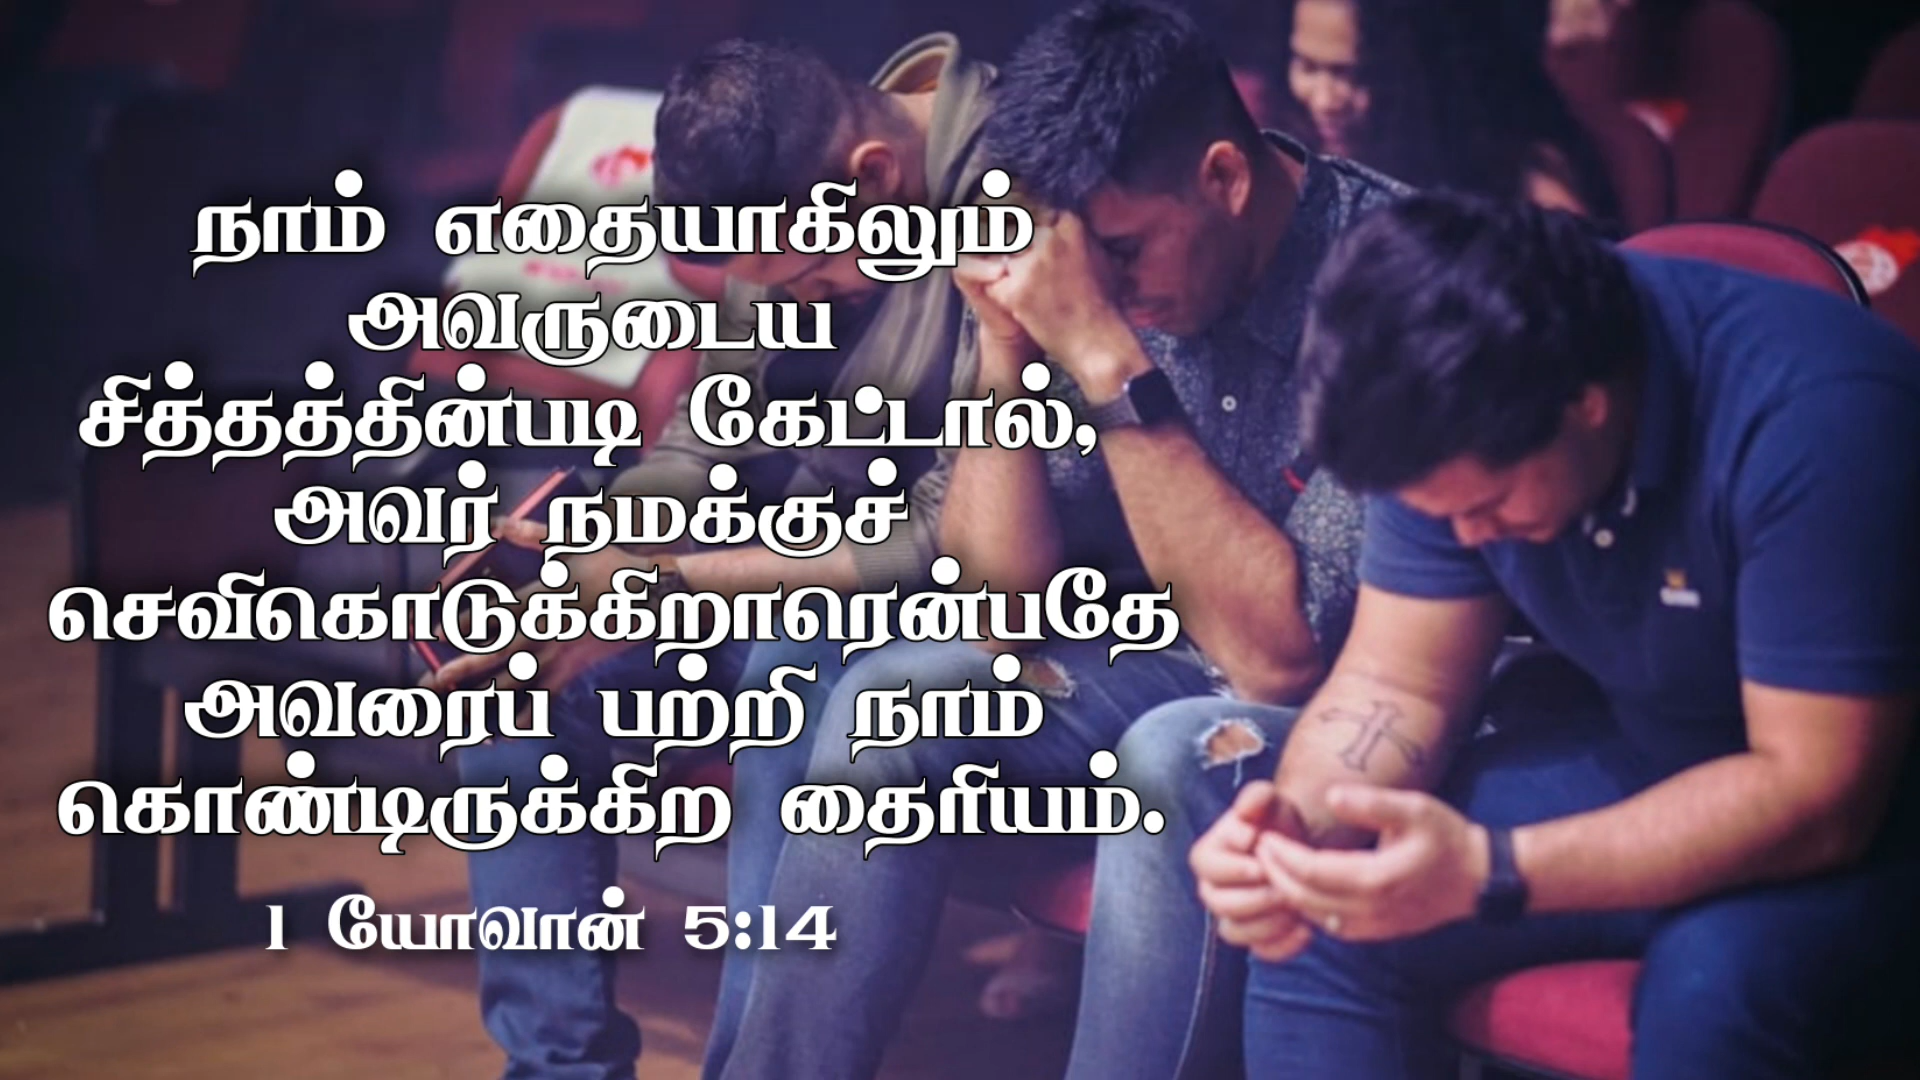 நாம் எதையாகிலும்
அவருடைய
சித்தத்தின்படி கேட்டால்,
அவர் நமக்குச்
செவிகொடுக்கிறாரென்பதே
அவரைப் பற்றி நாம்
கொண்டிருக்கிற தைரியம்.
1 யோவான் 5:14